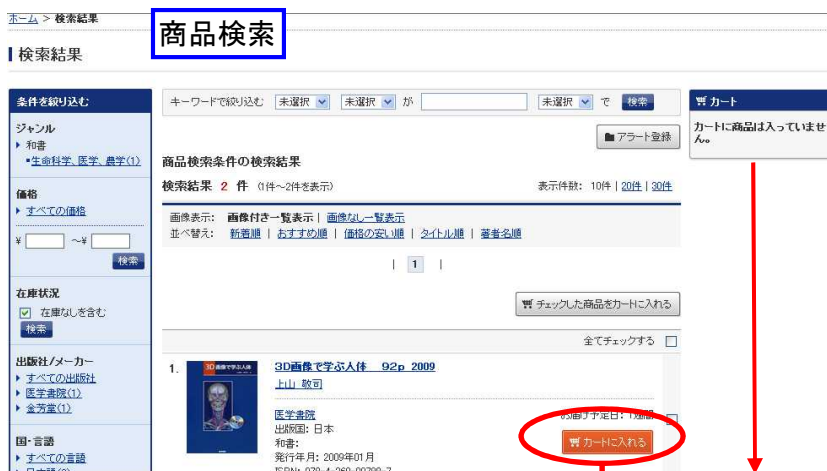 ホーム > 検索結果
商品検索
検索結果
条件を絞り込む
ジャンル
和書
生命科学、医学、農学(1)
価格
すべての価格
¥ ～¥
検索
在庫状況
在庫なしを含む
検索
出版社/メーカー
すべての出版社
医学書院(1)
金芳堂(1)
国・言語
すべての言語
キーワードで絞り込む 未選択 未選択 が 未選択 で 検索
アラート登録
商品検索条件の検索結果
検索結果 2 件 (1件～2件を表示) 表示件数: 10件 | 20件 | 30件
画像表示: 画像付き一覧表示 | 画像なし一覧表示
並べ替え: 新着順 | おすすめ順 | 価格の安い順 | タイトル順 | 著者名順
| 1 |
チェックした商品をカートに入れる
全てチェックする
1. 3D画像で学ぶ人体 92p 2009
上山 敬司
医学書院
お届け予定日: 1週間
出版国: 日本
和書:
カートに入れる
発行年月: 2009年01月
カート
カートに商品は入っていませ
ん。